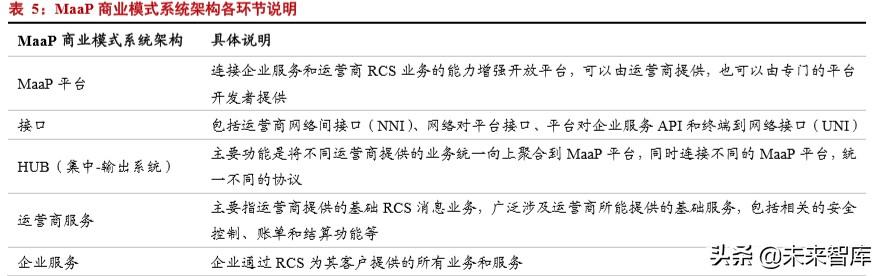 表 5：MaaP 商业模式系统架构各环节说明
MaaP 商业模式系统架构 具体说明
MaaP 平台
连接企业服务和运营商 RCS 业务的能力增强开放平台，可以由运营商提供，也可以由专门的平台
开发者提供
接口 包括运营商网络间接口（NNI）、网络对平台接口、平台对企业服务 API 和终端到网络接口（UNI）
HUB（集中-输出系统）
主要功能是将不同运营商提供的业务统一向上聚合到 MaaP 平台，同时连接不同的 MaaP 平台，统
一不同的协议
运营商服务
主要指运营商提供的基础 RCS 消息业务，广泛涉及运营商所能提供的基础服务，包括相关的安全
控制、账单和结算功能等
企业服务 企业通过 RCS 为其客户提供的所有业务和服务
头条 @未来智库